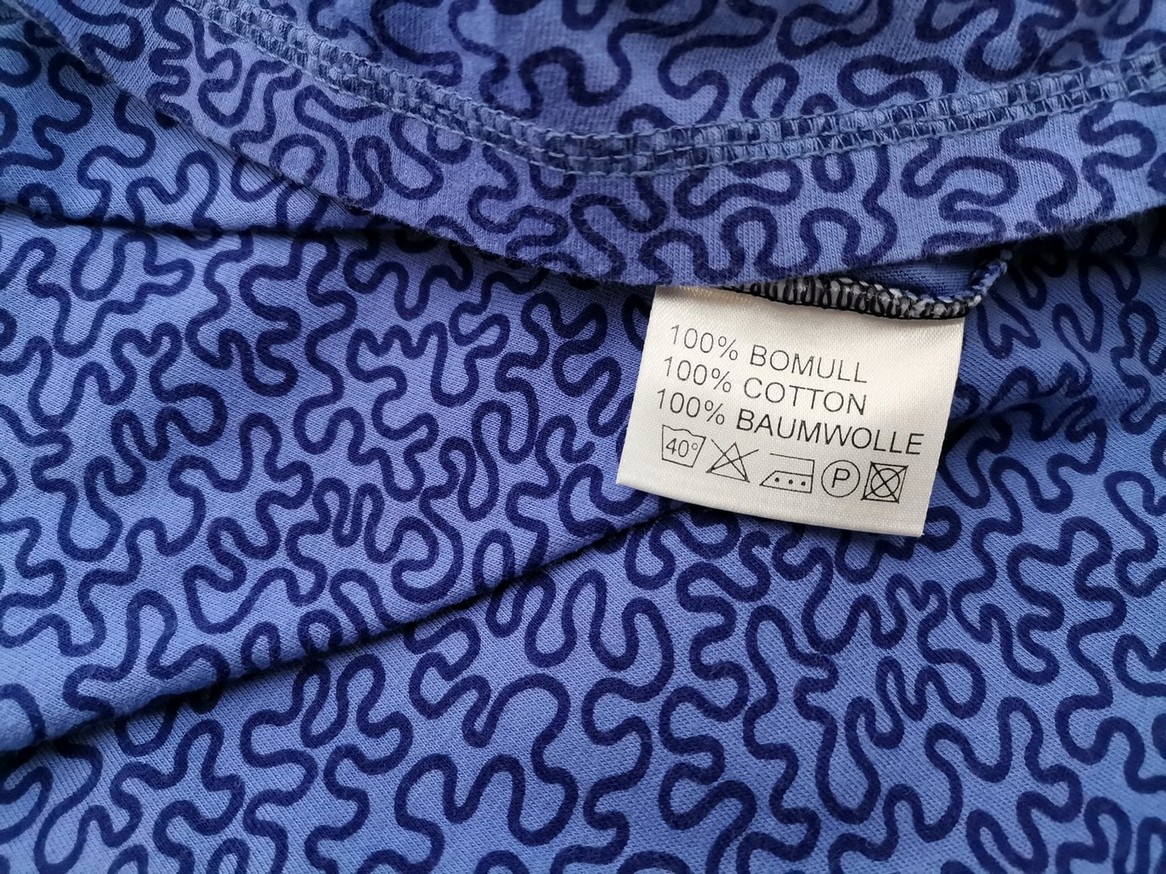 100% BOMULL
100% COTTON
100% BAUMWOLLE
40° P